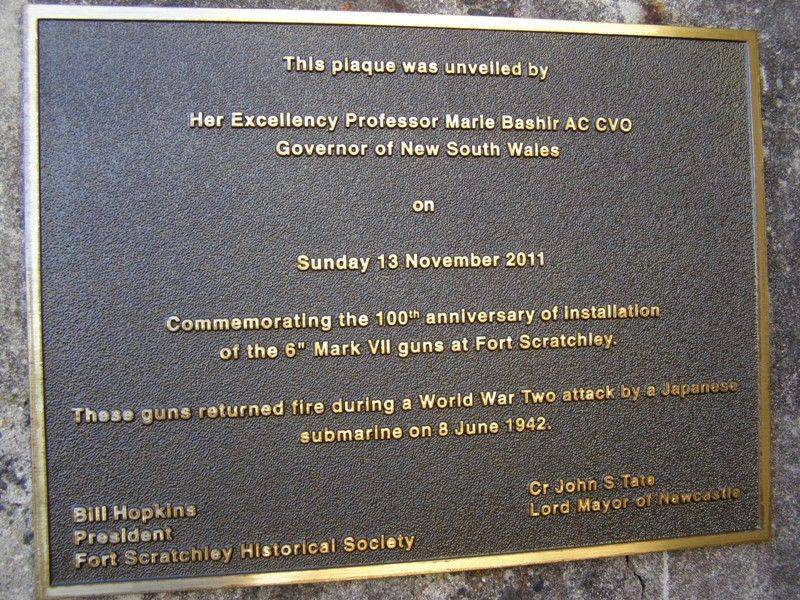 This plaque was unveiled by
Her Excellency Professor Marie Bashir AC CVO
Governor of New South Wales
on
Sunday 13 November 2011
Commemorating the 100th anniversary of installation
of the 6" Mark VII guns at Fort Scratchley.
These guns returned fire during a World War Two attack by a Japanese
submarine on 8 June 1942.
Bill Hopkins
President
Fort Scratchley Historical Society
Cr John S Tate
Lord Mayor of Newcastle